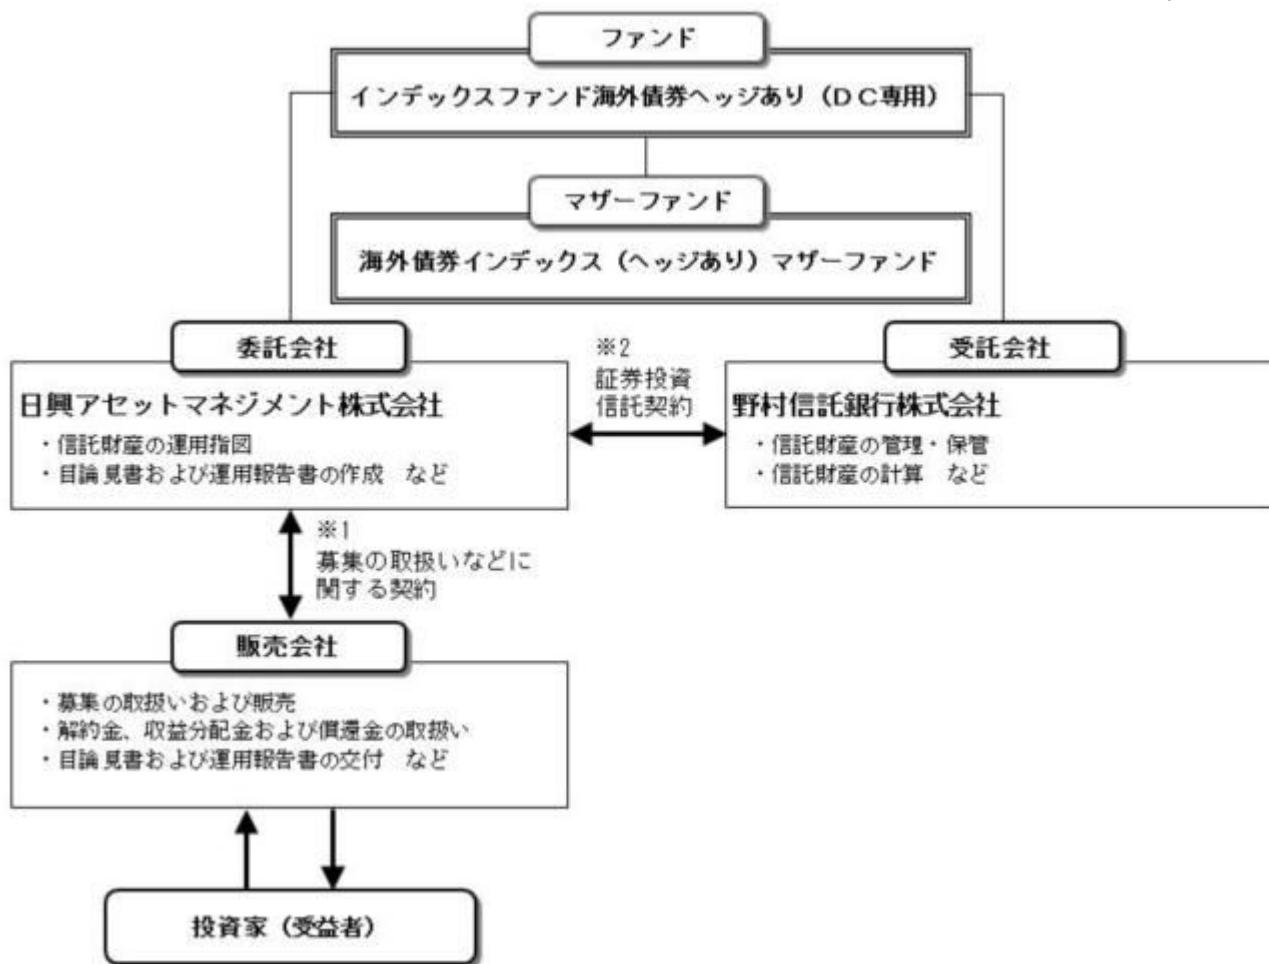 ファンド
インデックスファンド海外債券ヘッジあり（ＤＣ専用）
マザーファンド
海外債券インデックス（ヘッジあり）マザーファンド
委託会社
日興アセットマネジメント株式会社
・信託財産の運用指図
・目論見書および運用報告書の作成　など
※2
証券投資
信託契約
受託会社
野村信託銀行株式会社
・信託財産の管理・保管
・信託財産の計算　など
※1
募集の取扱いなどに
関する契約
販売会社
・募集の取扱いおよび販売
・解約金、収益分配金および償還金の取扱い
・目論見書および運用報告書の交付　など
投資家（受益者）